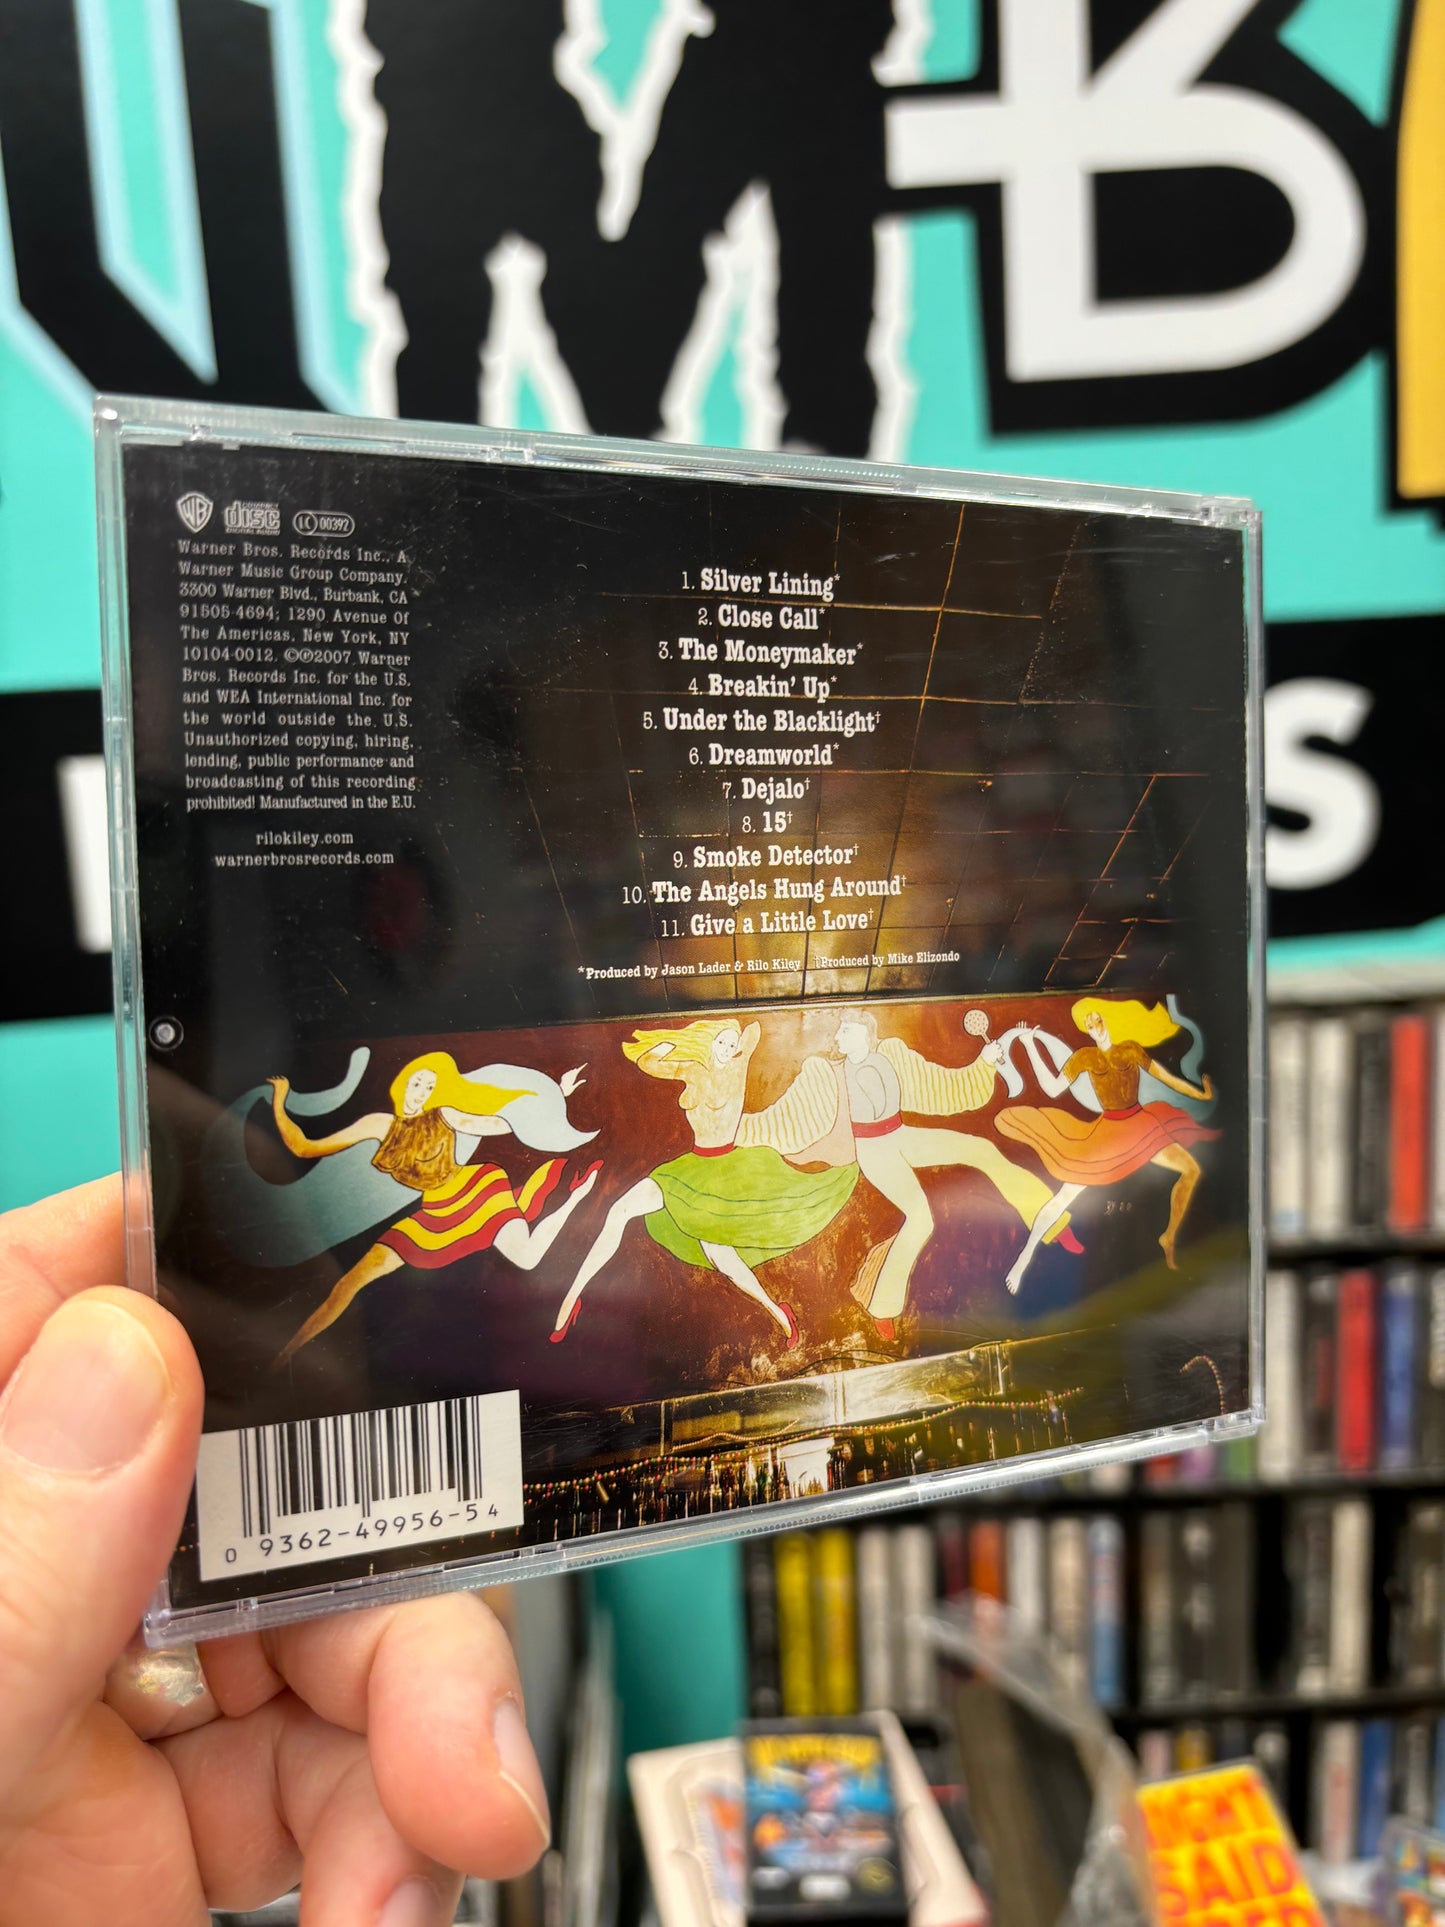 MB
S
WB
COMPACT
disc
DIGITAL AUDIO
LC 00392
Warner Bros. Records Inc., A
Warner Music Group Company.
3300 Warner Blvd., Burbank, CA
91505-4694; 1290 Avenue Of
The Americas, New York, NY
10104-0012. ©℗2007 Warner
Bros. Records Inc. for the U.S.
and WEA International Inc. for
the world outside the U.S.
Unauthorized copying, hiring,
lending, public performance and
broadcasting of this recording
prohibited! Manufactured in the E.U.
rilokiley.com
warnerbrosrecords.com
1. Silver Lining*
2. Close Call*
3. The Moneymaker*
4. Breakin' Up*
5. Under the Blacklight†
6. Dreamworld*
7. Dejalo†
8. 15†
9. Smoke Detector†
10. The Angels Hung Around†
11. Give a Little Love†
*Produced by Jason Lader & Rilo Kiley †Produced by Mike Elizondo
0 9362-49956-5 4
SAID